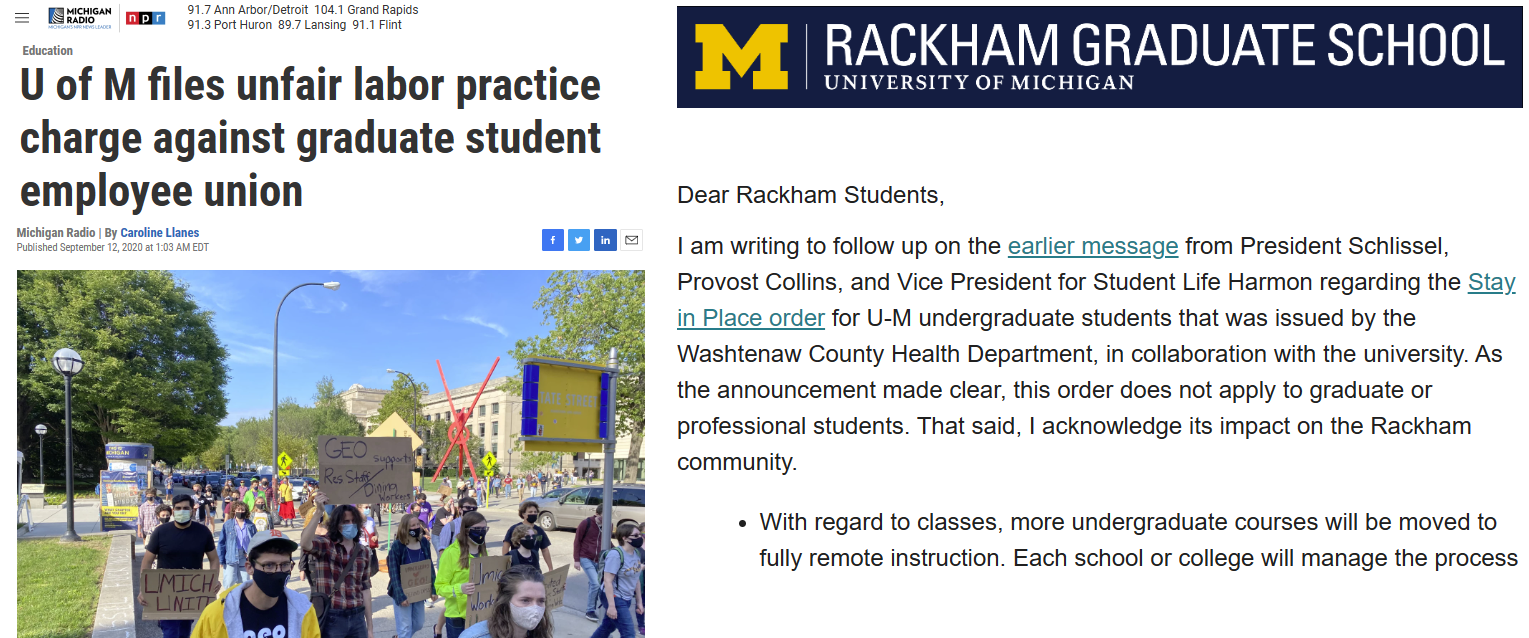 MICHIGAN
RADIO
MICHIGAN'S NPR NEWS LEADER
n p r
91.7 Ann Arbor/Detroit 104.1 Grand Rapids
91.3 Port Huron 89.7 Lansing 91.1 Flint
Education
U of M files unfair labor practice
charge against graduate student
employee union
Michigan Radio | By Caroline Llanes
Published September 12, 2020 at 1:03 AM EDT
GEO
supports
Res Staff/
Dining
Workers
MICHIGAN
UMICH
UNIT
M RACKHAM GRADUATE SCHOOL
UNIVERSITY OF MICHIGAN
Dear Rackham Students,
I am writing to follow up on the earlier message from President Schlissel,
Provost Collins, and Vice President for Student Life Harmon regarding the Stay
in Place order for U-M undergraduate students that was issued by the
Washtenaw County Health Department, in collaboration with the university. As
the announcement made clear, this order does not apply to graduate or
professional students. That said, I acknowledge its impact on the Rackham
community.
• With regard to classes, more undergraduate courses will be moved to
fully remote instruction. Each school or college will manage the process